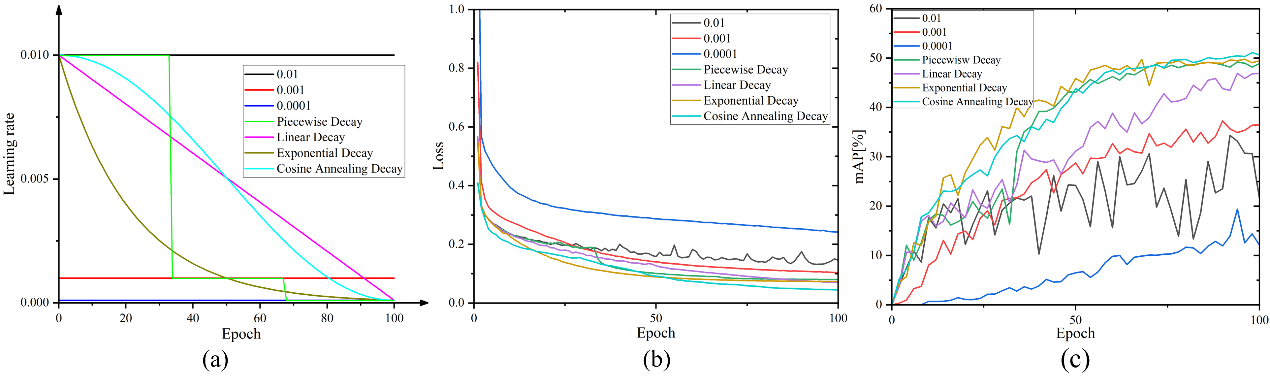 Learning rate
0.010
0.005
0.000
0
20
40
60
80
100
Epoch
0.01
0.001
0.0001
Piecewise Decay
Linear Decay
Exponential Decay
Cosine Annealing Decay
(a)
Loss
1.0
0.8
0.6
0.4
0.2
0.0
0
50
100
Epoch
0.01
0.001
0.0001
Piecewise Decay
Linear Decay
Exponential Decay
Cosine Annealing Decay
(b)
mAP[%]
60
50
40
30
20
10
0
0
50
100
Epoch
0.01
0.001
0.0001
Piecewisw Decay
Linear Decay
Exponential Decay
Cosine Annealing Decay
(c)